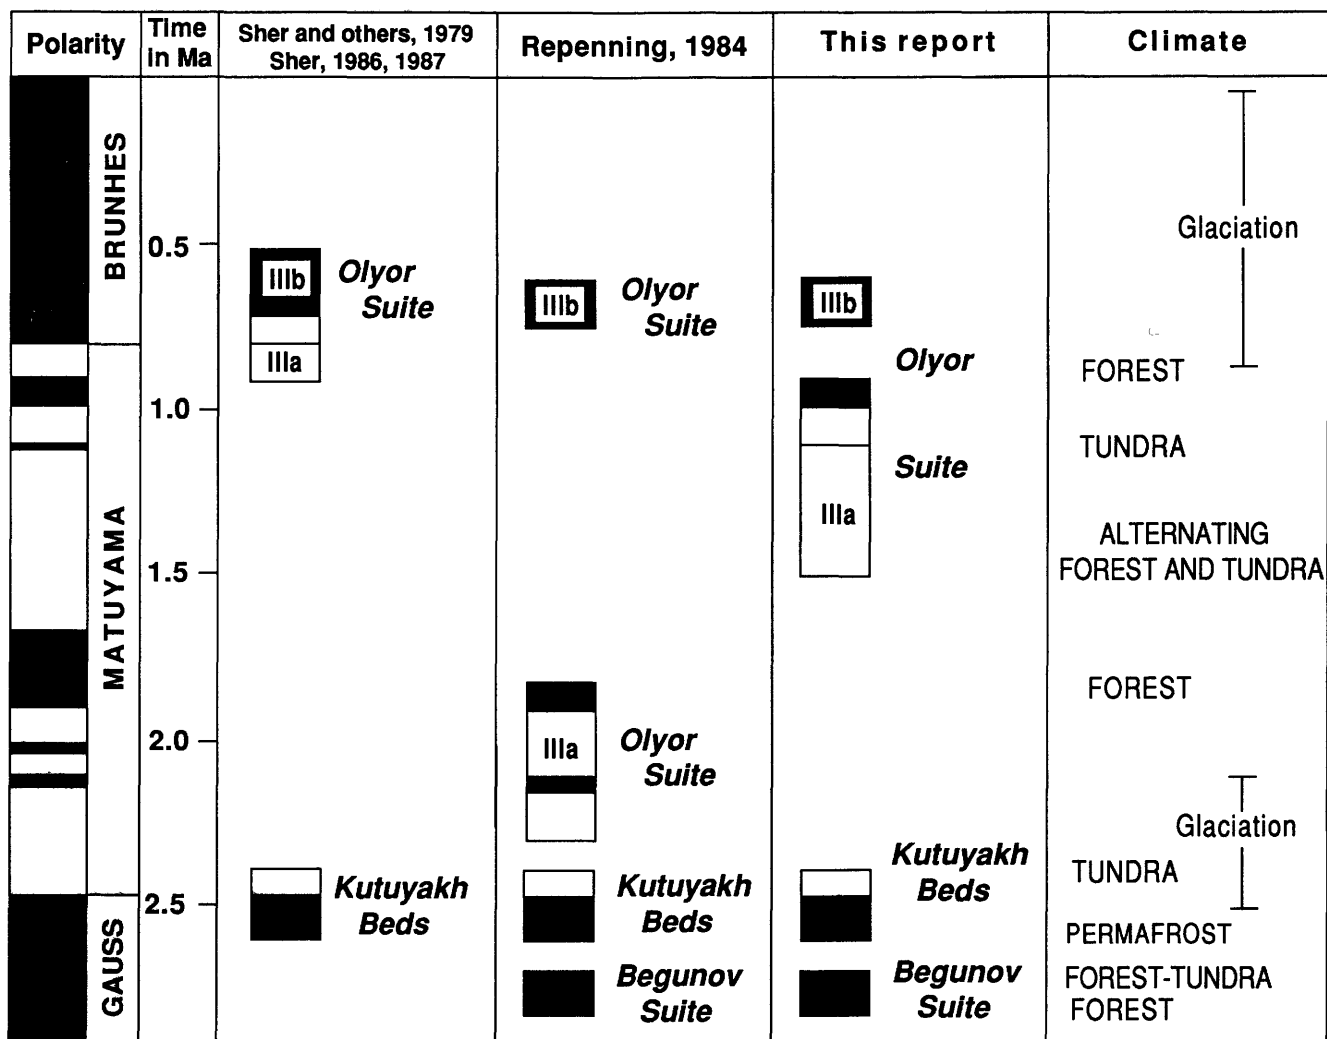 Polarity
Time
in Ma
Sher and others, 1979
Sher, 1986, 1987
Repenning, 1984
This report
Climate
BRUNHES
MATUYAMA
GAUSS
0.5
1.0
1.5
2.0
2.5
IIIb
Olyor
Suite
IIIa
Kutuyakh
Beds
IIIb
Olyor
Suite
IIIa
Olyor
Suite
Kutuyakh
Beds
Begunov
Suite
IIIb
Olyor
Suite
IIIa
Kutuyakh
Beds
Begunov
Suite
Glaciation
FOREST
TUNDRA
ALTERNATING
FOREST AND TUNDRA
FOREST
Glaciation
TUNDRA
PERMAFROST
FOREST-TUNDRA
FOREST